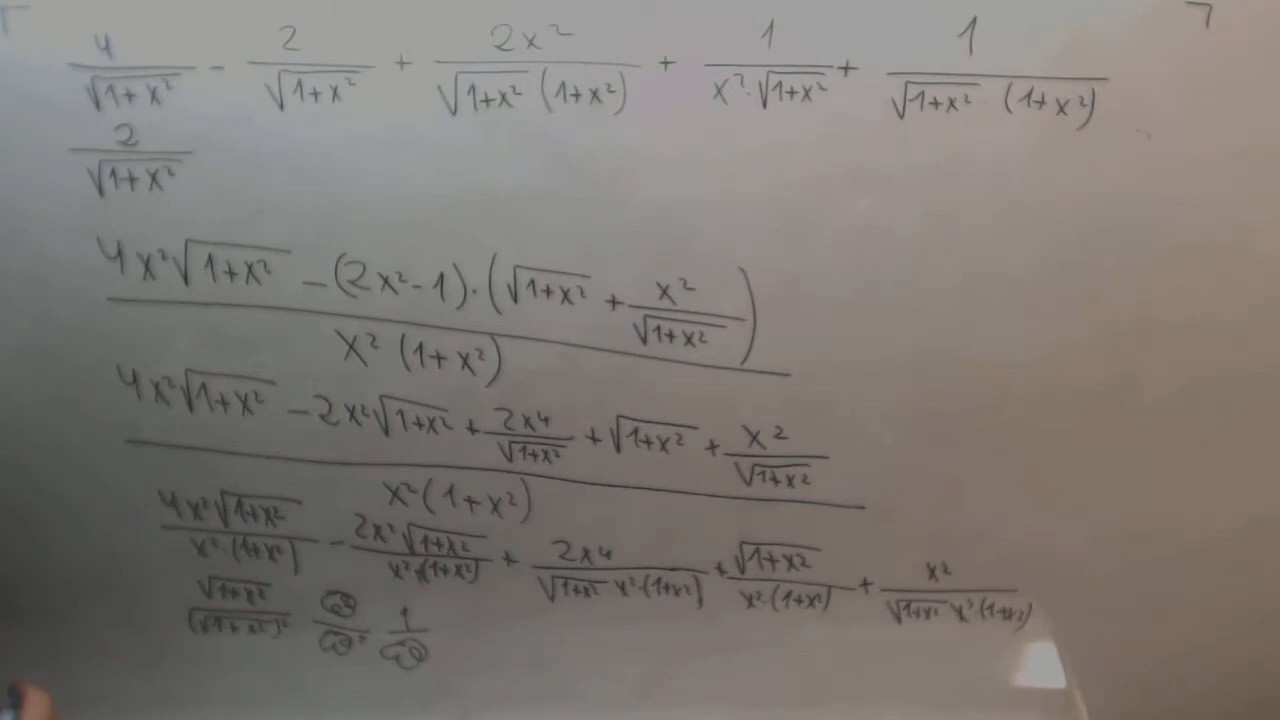 4/√(1+x²) - 2/√(1+x²) + 2x²/(√(1+x²) (1+x²)) + 1/(x²·√(1+x²)) + 1/(√(1+x²)·(1+x²))
2/√(1+x²)
(4x²√(1+x²) - (2x²-1)·(√(1+x²) + x²/√(1+x²)))/(x²(1+x²))
(4x²√(1+x²) - 2x²√(1+x²) + 2x⁴/√(1+x²) + √(1+x²) + x²/√(1+x²))/(x²(1+x²))
4x²√(1+x²)/(x²·(1+x²)) - 2x²√(1+x²)/(x²·(1+x²)) + 2x⁴/(√(1+x²) x²·(1+x²)) + √(1+x²)/(x²·(1+x²)) + x²/(√(1+x²) x²(1+x²))
√(1+x²)/(√(1+x²))²